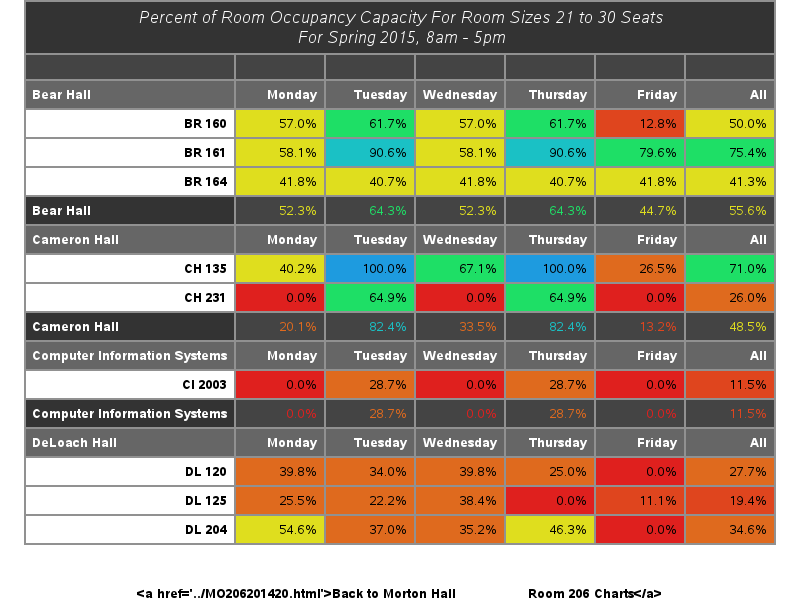 Percent of Room Occupancy Capacity For Room Sizes 21 to 30 Seats
For Spring 2015, 8am - 5pm
Bear Hall Monday Tuesday Wednesday Thursday Friday All
BR 160 57.0% 61.7% 57.0% 61.7% 12.8% 50.0%
BR 161 58.1% 90.6% 58.1% 90.6% 79.6% 75.4%
BR 164 41.8% 40.7% 41.8% 40.7% 41.8% 41.3%
Bear Hall 52.3% 64.3% 52.3% 64.3% 44.7% 55.6%
Cameron Hall Monday Tuesday Wednesday Thursday Friday All
CH 135 40.2% 100.0% 67.1% 100.0% 26.5% 71.0%
CH 231 0.0% 64.9% 0.0% 64.9% 0.0% 26.0%
Cameron Hall 20.1% 82.4% 33.5% 82.4% 13.2% 48.5%
Computer Information Systems Monday Tuesday Wednesday Thursday Friday All
CI 2003 0.0% 28.7% 0.0% 28.7% 0.0% 11.5%
Computer Information Systems 0.0% 28.7% 0.0% 28.7% 0.0% 11.5%
DeLoach Hall Monday Tuesday Wednesday Thursday Friday All
DL 120 39.8% 34.0% 39.8% 25.0% 0.0% 27.7%
DL 125 25.5% 22.2% 38.4% 0.0% 11.1% 19.4%
DL 204 54.6% 37.0% 35.2% 46.3% 0.0% 34.6%
<a href='../MO206201420.html'>Back to Morton Hall Room 206 Charts</a>